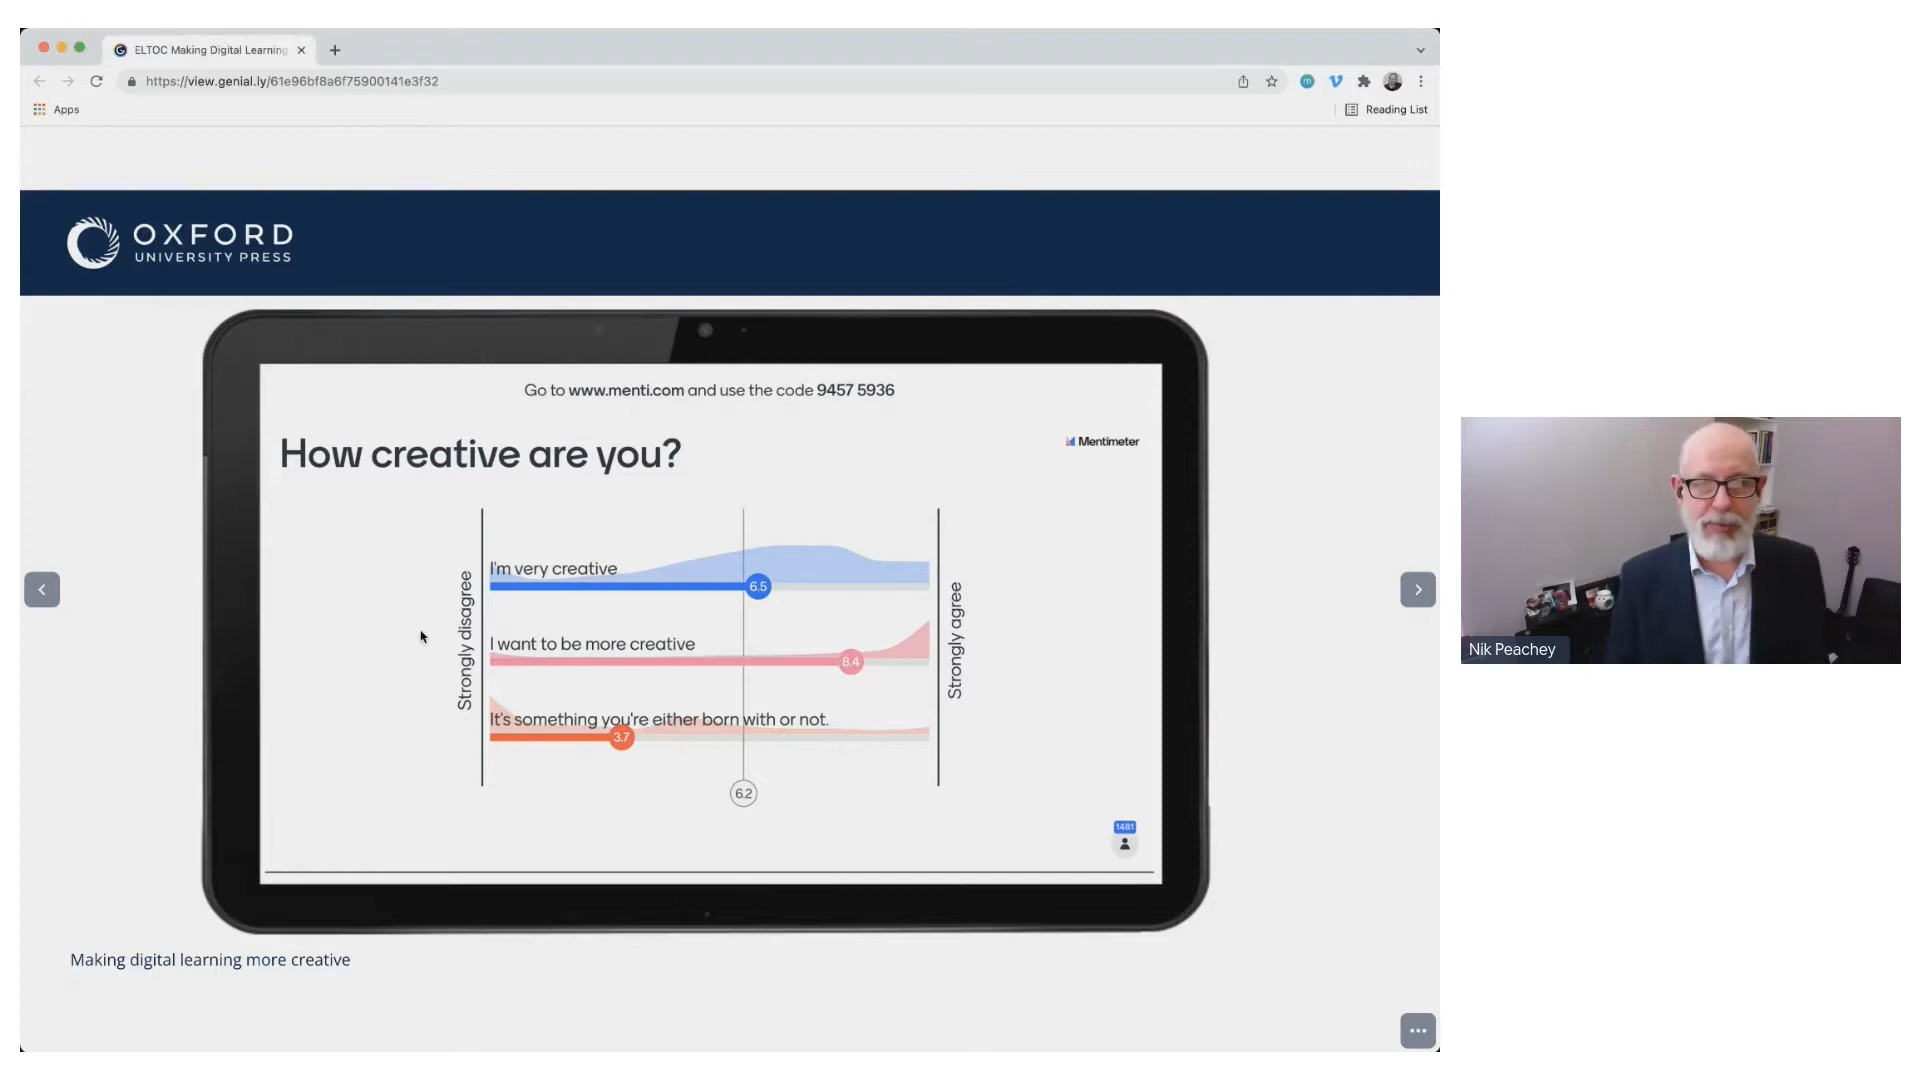 ELTOC Making Digital Learning
https://view.genial.ly/61e96bf8a6f75900141e3f32
Apps
Reading List
OXFORD
UNIVERSITY PRESS
Go to www.menti.com and use the code 9457 5936
How creative are you?
Mentimeter
Strongly disagree
I'm very creative
6.5
I want to be more creative
8.4
It's something you're either born with or not.
3.7
Strongly agree
6.2
1481
Making digital learning more creative
Nik Peachey